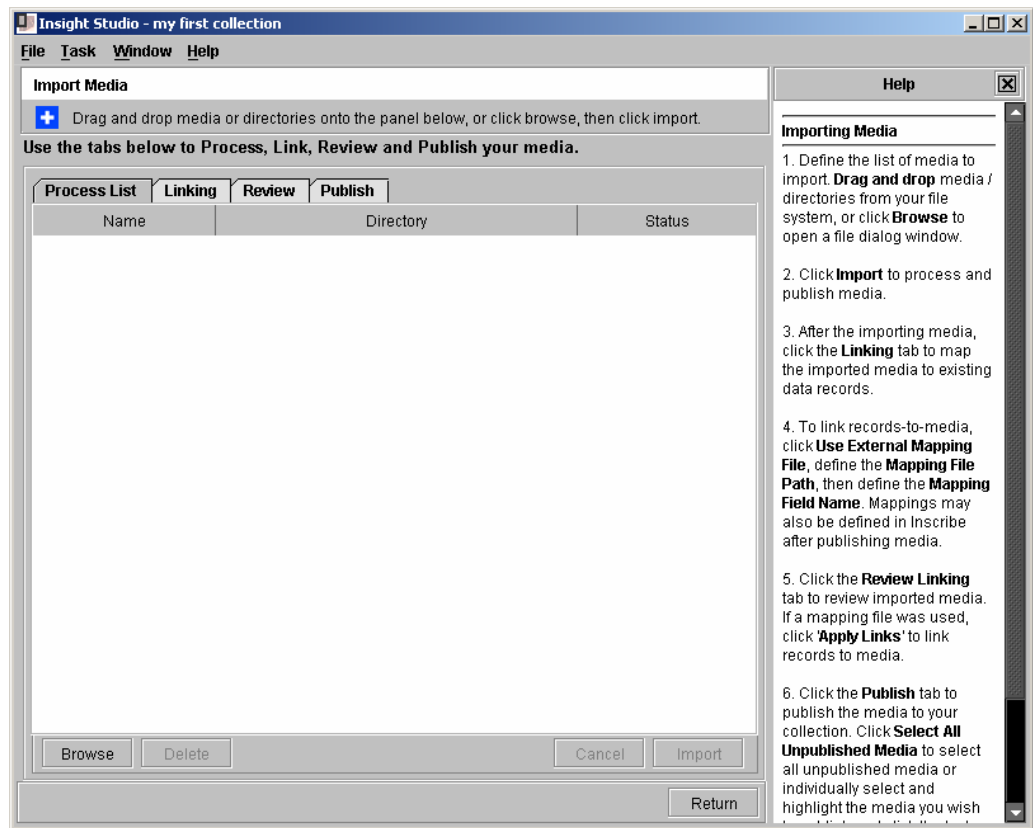 Insight Studio - my first collection
File Task Window Help
Import Media
Drag and drop media or directories onto the panel below, or click browse, then click import.
Use the tabs below to Process, Link, Review and Publish your media.
Process List Linking Review Publish
Name Directory Status
Browse Delete Cancel Import
Return
Help
Importing Media
1. Define the list of media to
import. Drag and drop media /
directories from your file
system, or click Browse to
open a file dialog window.
2. Click Import to process and
publish media.
3. After the importing media,
click the Linking tab to map
the imported media to existing
data records.
4. To link records-to-media,
click Use External Mapping
File, define the Mapping File
Path, then define the Mapping
Field Name. Mappings may
also be defined in Inscribe
after publishing media.
5. Click the Review Linking
tab to review imported media.
If a mapping file was used,
click 'Apply Links' to link
records to media.
6. Click the Publish tab to
publish the media to your
collection. Click Select All
Unpublished Media to select
all unpublished media or
individually select and
highlight the media you wish